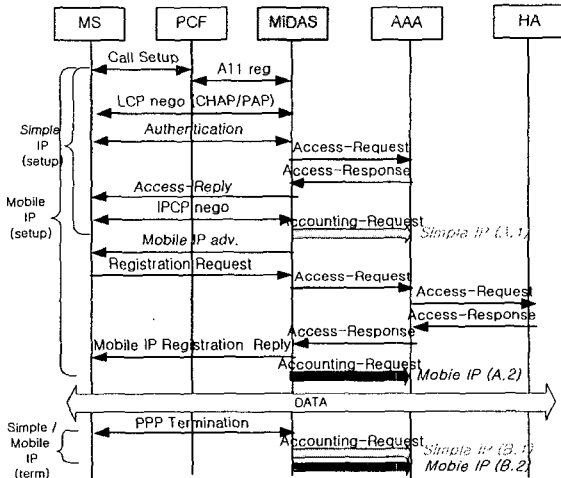 MS PCF MiDAS AAA HA
Call Setup
A11 reg
LCP nego (CHAP/PAP)
Authentication
Simple
IP
(setup)
Access-Request
Access-Response
Access-Reply
Mobile
IP
(setup)
IPCP nego
Accounting-Request
Simple IP (A.1)
Mobile IP adv.
Registration Request
Access-Request
Access-Request
Access-Response
Access-Response
Mobile IP Registration Reply
Accounting-Request
Mobie IP (A.2)
DATA
Simple /
Mobile
IP
(term)
PPP Termination
Accounting-Request
Simple IP (B.1)
Mobie IP (B.2)